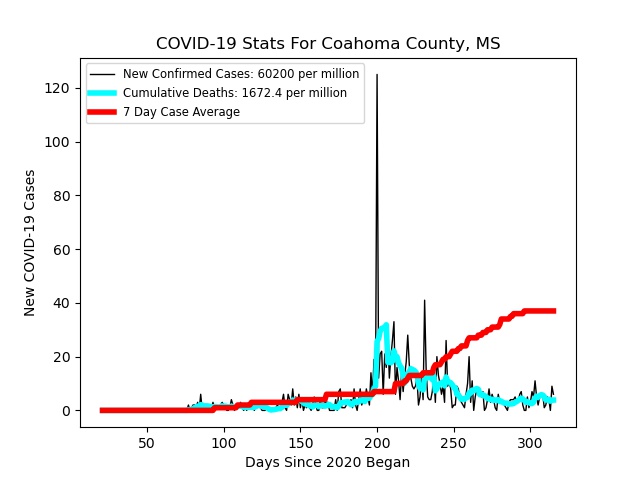 COVID-19 Stats For Coahoma County, MS
New Confirmed Cases: 60200 per million
Cumulative Deaths: 1672.4 per million
7 Day Case Average
New COVID-19 Cases
120
100
80
60
40
20
0
50
100
150
200
250
300
Days Since 2020 Began